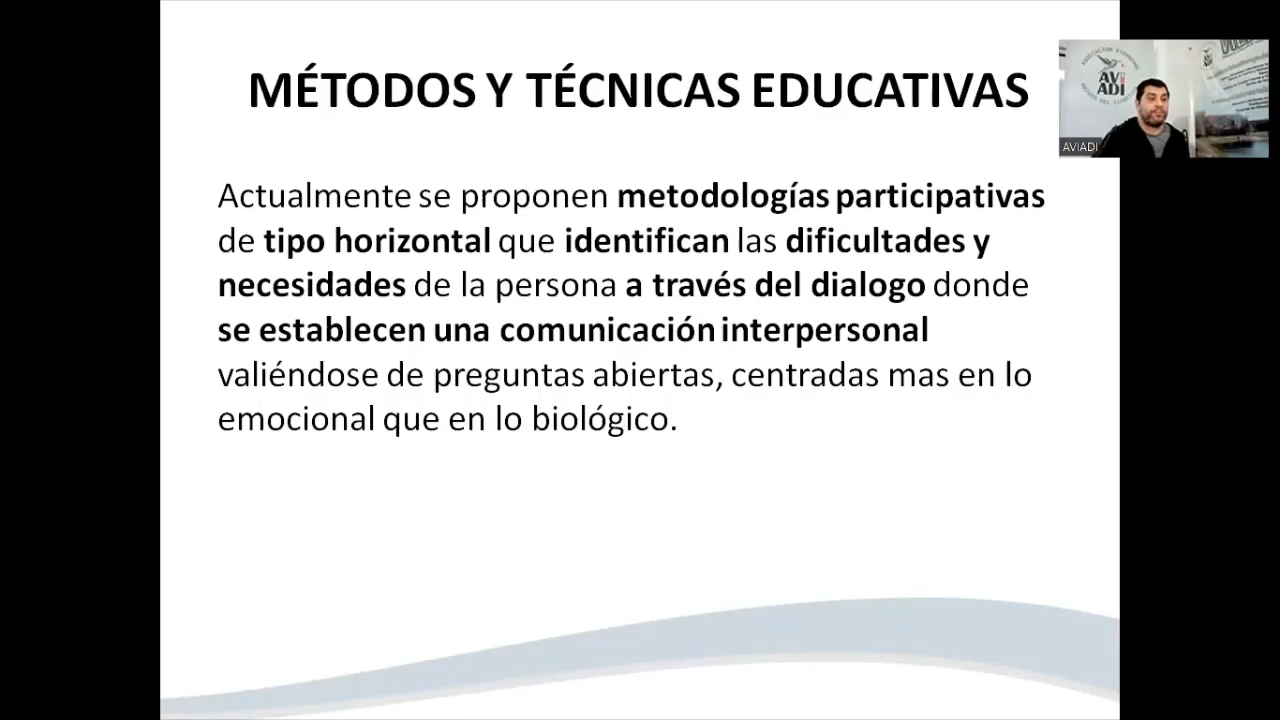 MÉTODOS Y TÉCNICAS EDUCATIVAS
Actualmente se proponen metodologías participativas
de tipo horizontal que identifican las dificultades y
necesidades de la persona a través del dialogo donde
se establecen una comunicación interpersonal
valiéndose de preguntas abiertas, centradas mas en lo
emocional que en lo biológico.
AV
ADI
AVIADI